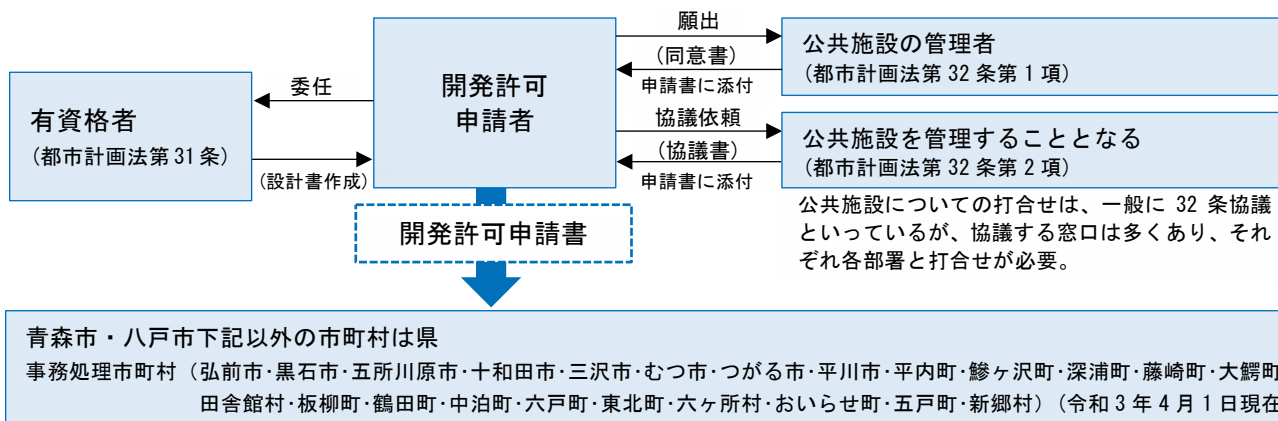 願出
(同意書)
申請書に添付
公共施設の管理者
(都市計画法第 32 条第 1 項)
委任
開発許可
申請者
有資格者
(都市計画法第 31 条)
(設計書作成)
協議依頼
(協議書)
申請書に添付
公共施設を管理することとなる
(都市計画法第 32 条第 2 項)
公共施設についての打合せは、一般に 32 条協議
といっているが、協議する窓口は多くあり、それ
ぞれ各部署と打合せが必要。
開発許可申請書
青森市・八戸市下記以外の市町村は県
事務処理市町村（弘前市･黒石市･五所川原市･十和田市･三沢市･むつ市･つがる市･平川市･平内町･鰺ヶ沢町･深浦町･藤崎町･大鰐町
田舎館村･板柳町･鶴田町･中泊町･六戸町･東北町･六ヶ所村･おいらせ町･五戸町･新郷村）(令和 3 年 4 月 1 日現在